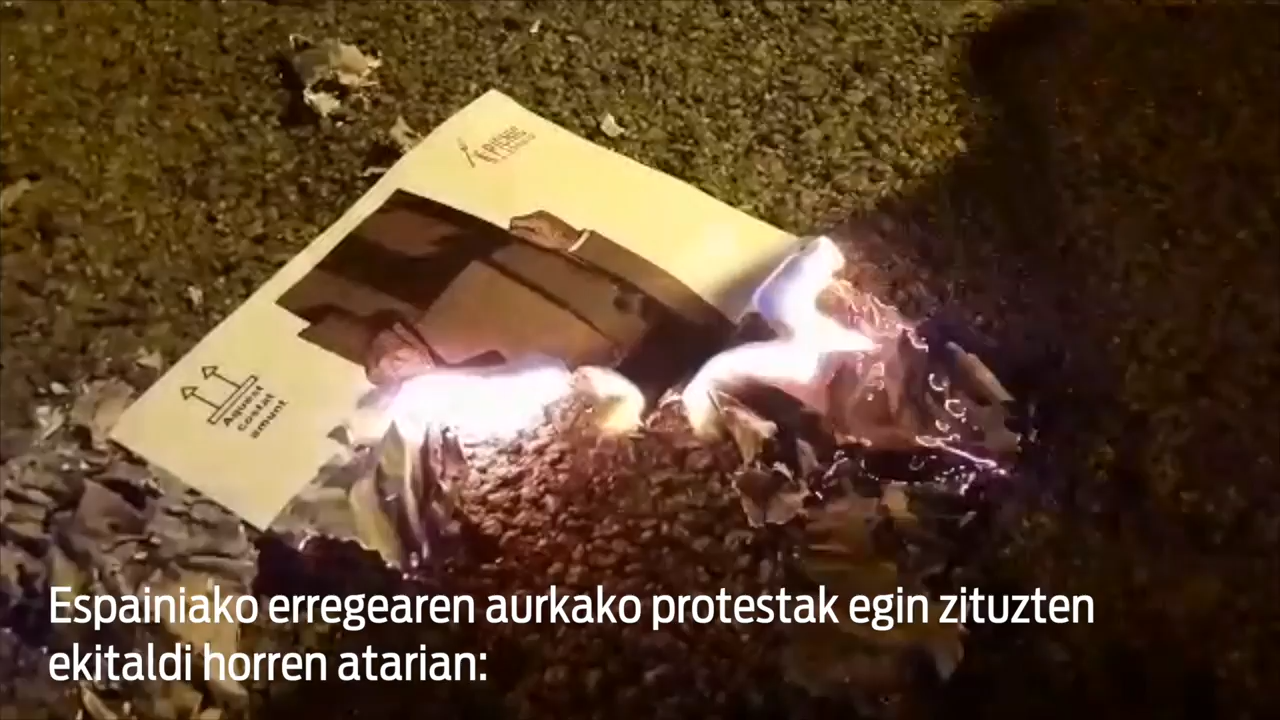 Aquest
costat
amunt
Espainiako erregearen aurkako protestak egin zituzten
ekitaldi horren atarian: